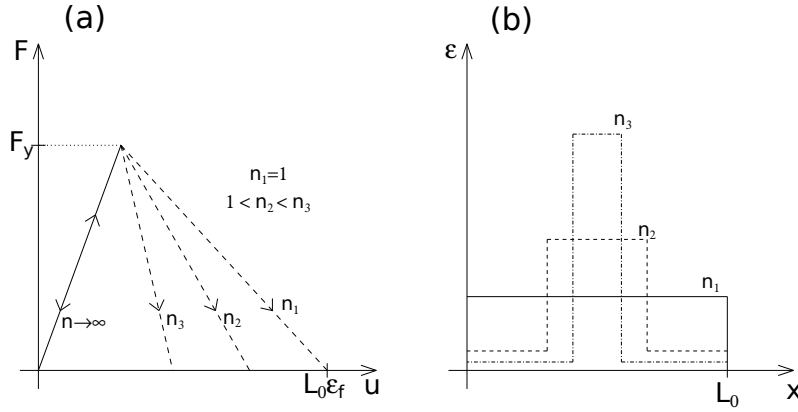 (a)
F
F_y
n₁=1
1 < n₂ < n₃
n→∞
n₃
n₂
n₁
L₀ε_f
u
(b)
ε
n₃
n₂
n₁
L₀
x